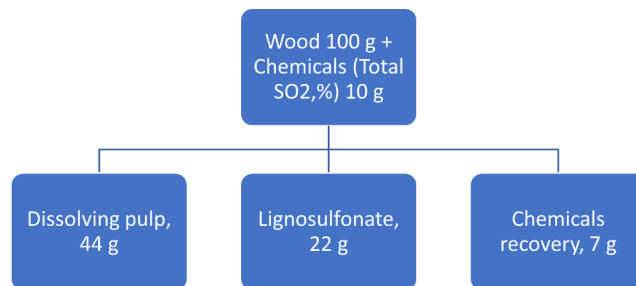 Wood 100 g +
Chemicals (Total
SO2,%) 10 g
Dissolving pulp,
44 g
Lignosulfonate,
22 g
Chemicals
recovery, 7 g